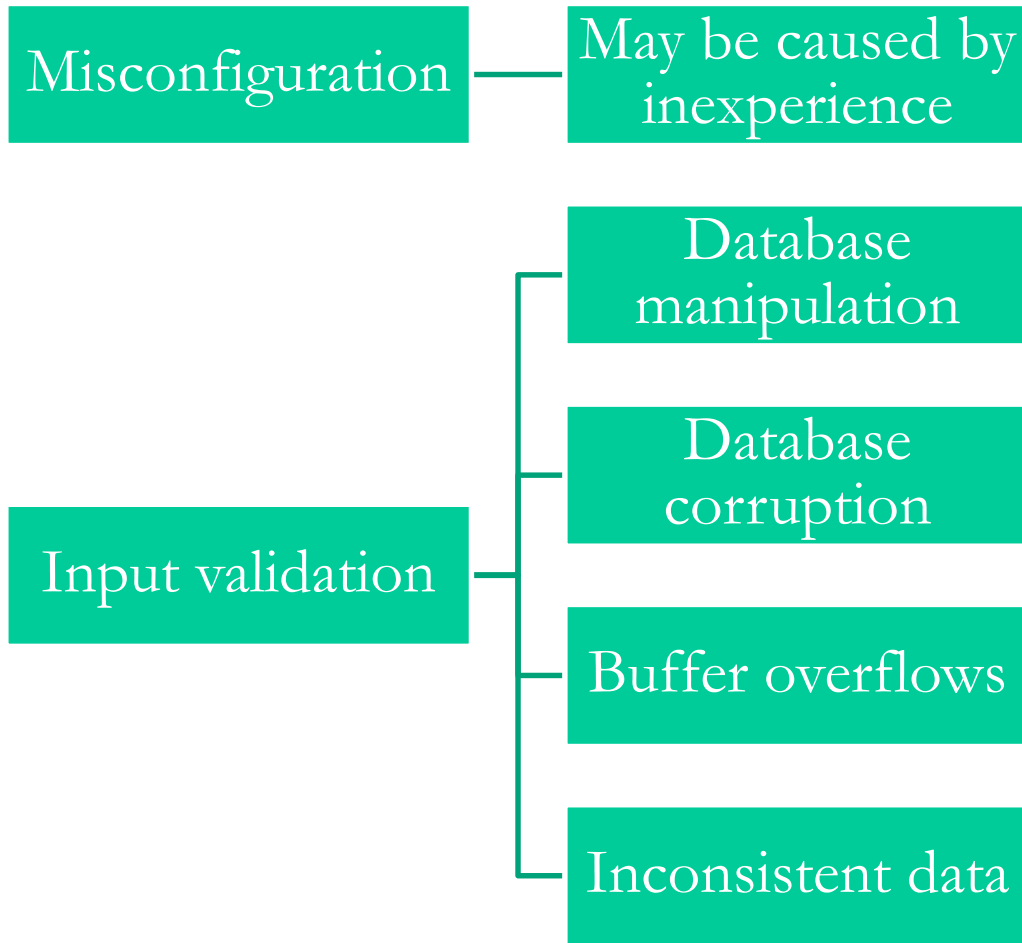 Misconfiguration
May be caused by
inexperience
Database
manipulation
Database
corruption
Input validation
Buffer overflows
Inconsistent data